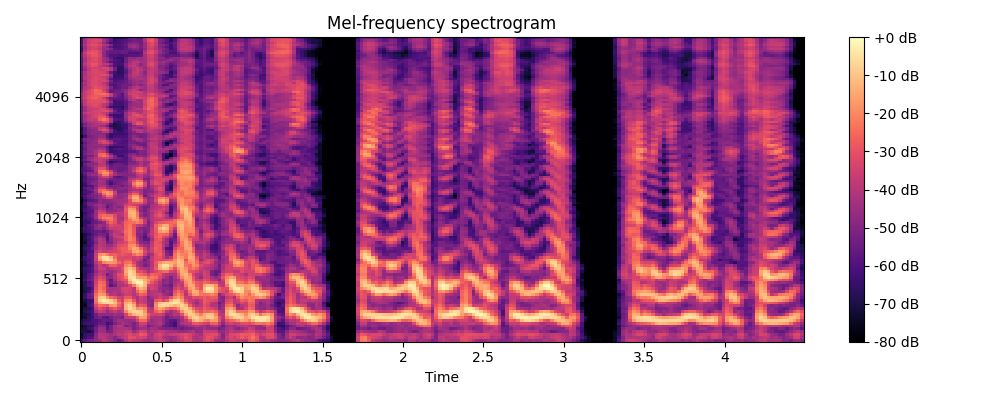 Mel-frequency spectrogram
+0 dB
4096
-10 dB
-20 dB
2048
-30 dB
Hz
-40 dB
1024
-50 dB
512
-60 dB
-70 dB
0
-80 dB
0 0.5 1 1.5 2 2.5 3 3.5 4
Time